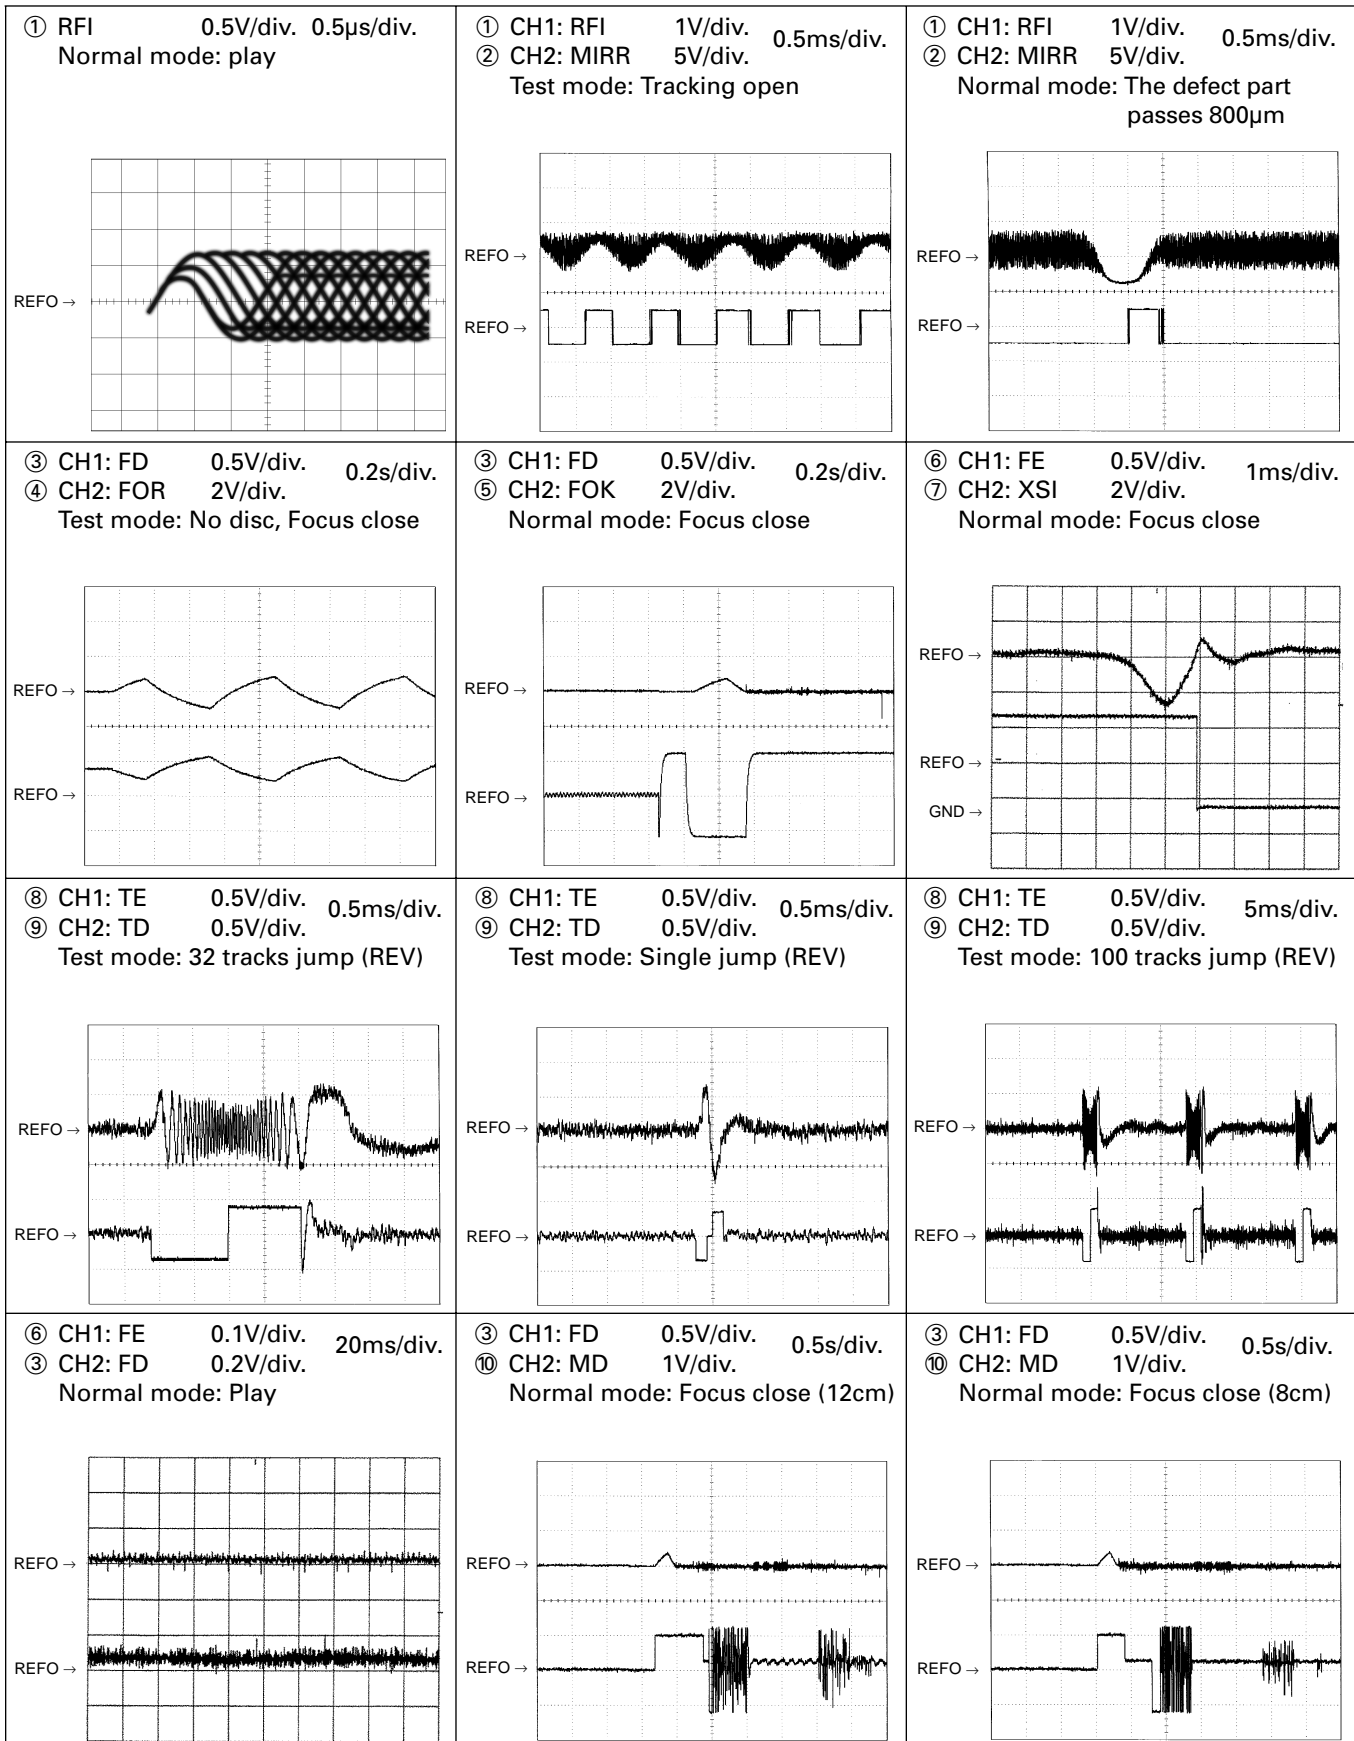 ① RFI 0.5V/div. 0.5µs/div.
Normal mode: play
REFO →
① CH1: RFI 1V/div. 0.5ms/div.
② CH2: MIRR 5V/div.
Test mode: Tracking open
REFO →
REFO →
① CH1: RFI 1V/div. 0.5ms/div.
② CH2: MIRR 5V/div.
Normal mode: The defect part
passes 800µm
REFO →
REFO →
③ CH1: FD 0.5V/div. 0.2s/div.
④ CH2: FOR 2V/div.
Test mode: No disc, Focus close
REFO →
REFO →
③ CH1: FD 0.5V/div. 0.2s/div.
⑤ CH2: FOK 2V/div.
Normal mode: Focus close
REFO →
REFO →
⑥ CH1: FE 0.5V/div. 1ms/div.
⑦ CH2: XSI 2V/div.
Normal mode: Focus close
REFO →
REFO →
GND →
⑧ CH1: TE 0.5V/div. 0.5ms/div.
⑨ CH2: TD 0.5V/div.
Test mode: 32 tracks jump (REV)
REFO →
REFO →
⑧ CH1: TE 0.5V/div. 0.5ms/div.
⑨ CH2: TD 0.5V/div.
Test mode: Single jump (REV)
REFO →
REFO →
⑧ CH1: TE 0.5V/div. 5ms/div.
⑨ CH2: TD 0.5V/div.
Test mode: 100 tracks jump (REV)
REFO →
REFO →
⑥ CH1: FE 0.1V/div. 20ms/div.
③ CH2: FD 0.2V/div.
Normal mode: Play
REFO →
REFO →
③ CH1: FD 0.5V/div. 0.5s/div.
⑩ CH2: MD 1V/div.
Normal mode: Focus close (12cm)
REFO →
REFO →
③ CH1: FD 0.5V/div. 0.5s/div.
⑩ CH2: MD 1V/div.
Normal mode: Focus close (8cm)
REFO →
REFO →